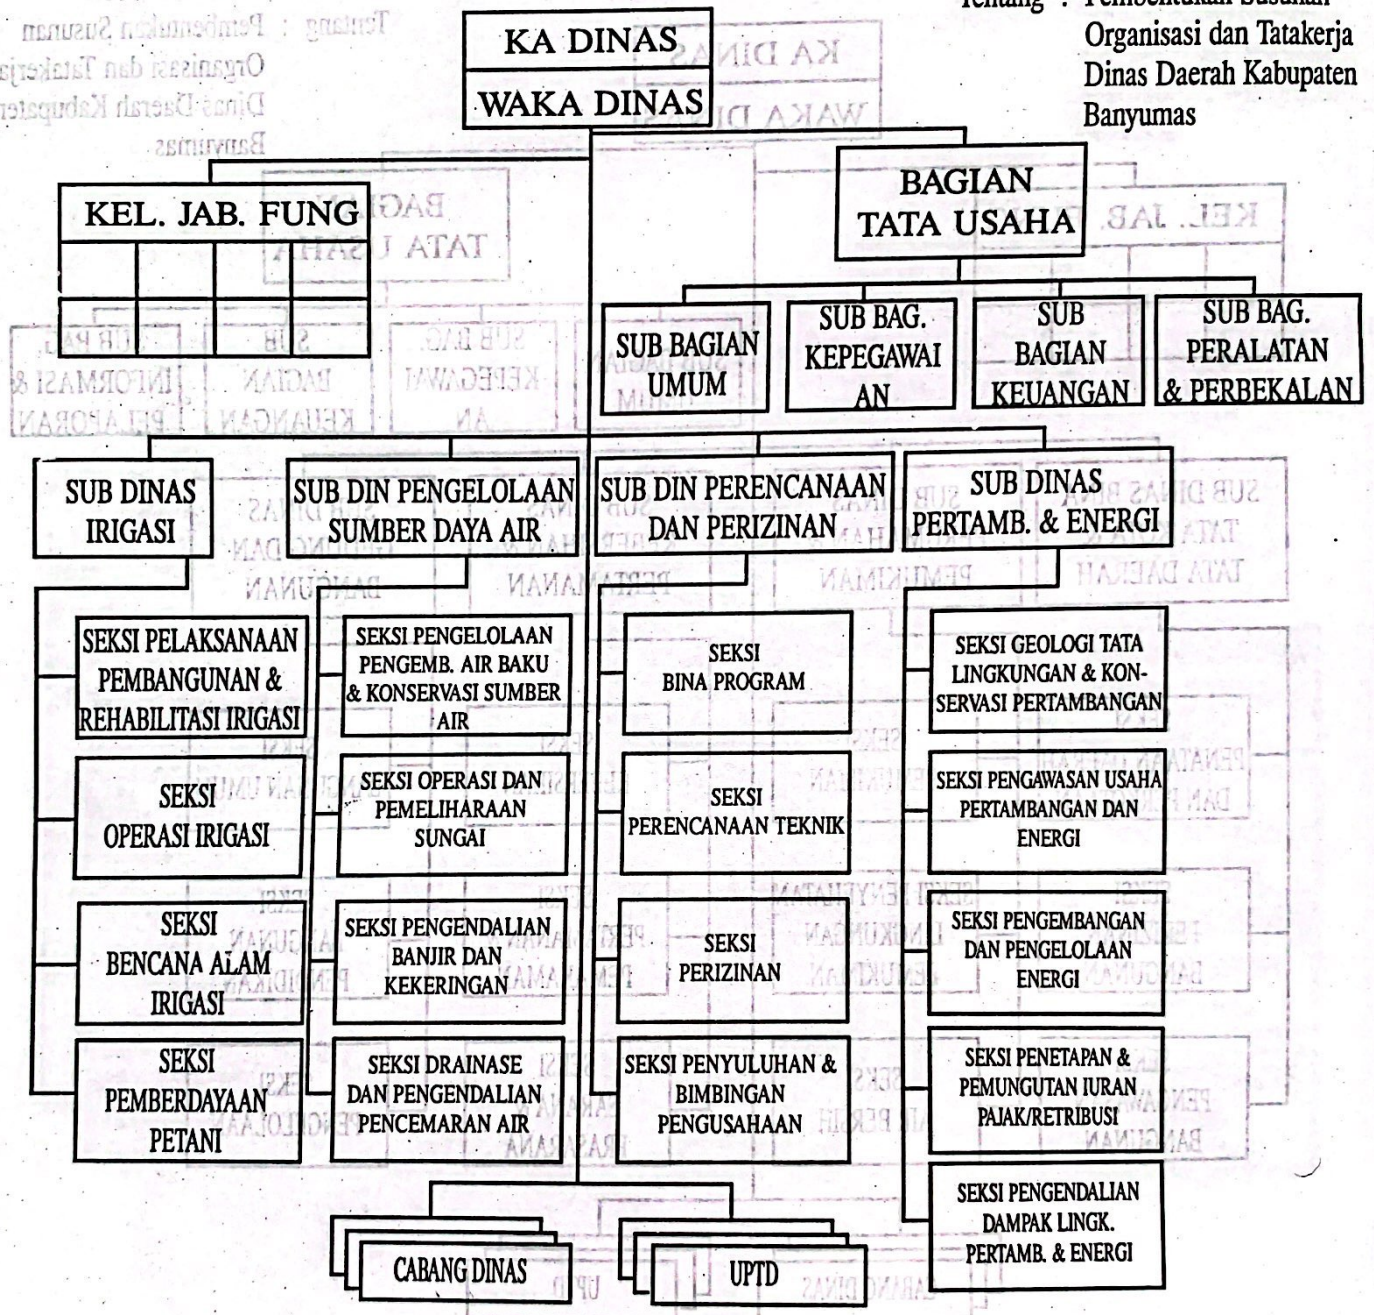 Tentang : Pembentukan Susunan
Organisasi dan Tatakerja
Dinas Daerah Kabupaten
Banyumas
KA DINAS
WAKA DINAS
KEL. JAB. FUNG
BAGIAN
TATA USAHA
SUB BAGIAN
UMUM
SUB BAG.
KEPEGAWAI
AN
SUB
BAGIAN
KEUANGAN
SUB BAG.
PERALATAN
& PERBEKALAN
SUB DINAS
IRIGASI
SUB DIN PENGELOLAAN
SUMBER DAYA AIR
SUB DIN PERENCANAAN
DAN PERIZINAN
SUB DINAS
PERTAMB. & ENERGI
SEKSI PELAKSANAAN
PEMBANGUNAN &
REHABILITASI IRIGASI
SEKSI
OPERASI IRIGASI
SEKSI
BENCANA ALAM
IRIGASI
SEKSI
PEMBERDAYAAN
PETANI
SEKSI PENGELOLAAN
PENGEMB. AIR BAKU
& KONSERVASI SUMBER
AIR
SEKSI OPERASI DAN
PEMELIHARAAN
SUNGAI
SEKSI PENGENDALIAN
BANJIR DAN
KEKERINGAN
SEKSI DRAINASE
DAN PENGENDALIAN
PENCEMARAN AIR
SEKSI
BINA PROGRAM
SEKSI
PERENCANAAN TEKNIK
SEKSI
PERIZINAN
SEKSI PENYULUHAN &
BIMBINGAN
PENGUSAHAAN
SEKSI GEOLOGI TATA
LINGKUNGAN & KON-
SERVASI PERTAMBANGAN
SEKSI PENGAWASAN USAHA
PERTAMBANGAN DAN
ENERGI
SEKSI PENGEMBANGAN
DAN PENGELOLAAN
ENERGI
SEKSI PENETAPAN &
PEMUNGUTAN IURAN
PAJAK/RETRIBUSI
SEKSI PENGENDALIAN
DAMPAK LINGK.
PERTAMB. & ENERGI
CABANG DINAS
UPTD